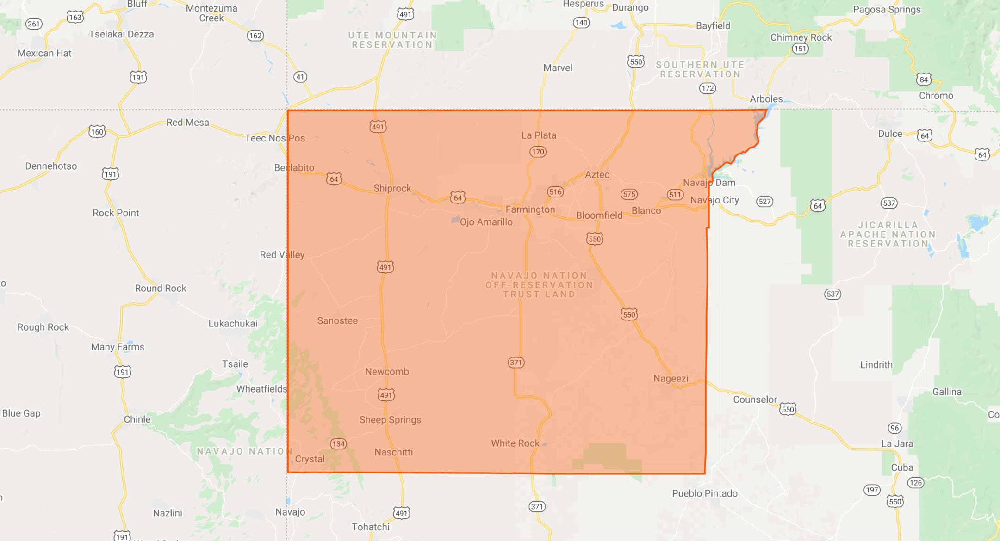 Bluff
Montezuma
Creek
163
261
491
Hesperus
Durango
Pagosa Springs
140
Bayfield
Tselakai Dezza
162
UTE MOUNTAIN
RESERVATION
Chimney Rock
151
Mexican Hat
550
Marvel
SOUTHERN UTE
RESERVATION
191
41
84
172
Arboles
Chromo
Red Mesa
491
160
Teec Nos Pos
La Plata
Dulce
64
170
64
Dennehotso
Beclabito
191
64
Aztec
Navajo Dam
Shiprock
516
575
511
64
Navajo City
527
64
537
Farmington
Blanco
Rock Point
Bloomfield
Ojo Amarillo
JICARILLA
APACHE NATION
RESERVATION
550
Red Valley
491
NAVAJO NATION
OFF-RESERVATION
TRUST LAND
to
Round Rock
537
550
Sanostee
Lukachukai
Rough Rock
Many Farms
371
Tsaile
Lindrith
191
Newcomb
Nageezi
Wheatfields
491
Gallina
Counselor
550
Blue Gap
Co
Chinle
Sheep Springs
96
134
White Rock
La Jara
NAVAJO NATION
Naschitti
Crystal
Cuba
126
197
Pueblo Pintado
550
n
371
Nazlini
Navajo
491
Tohatchi
191